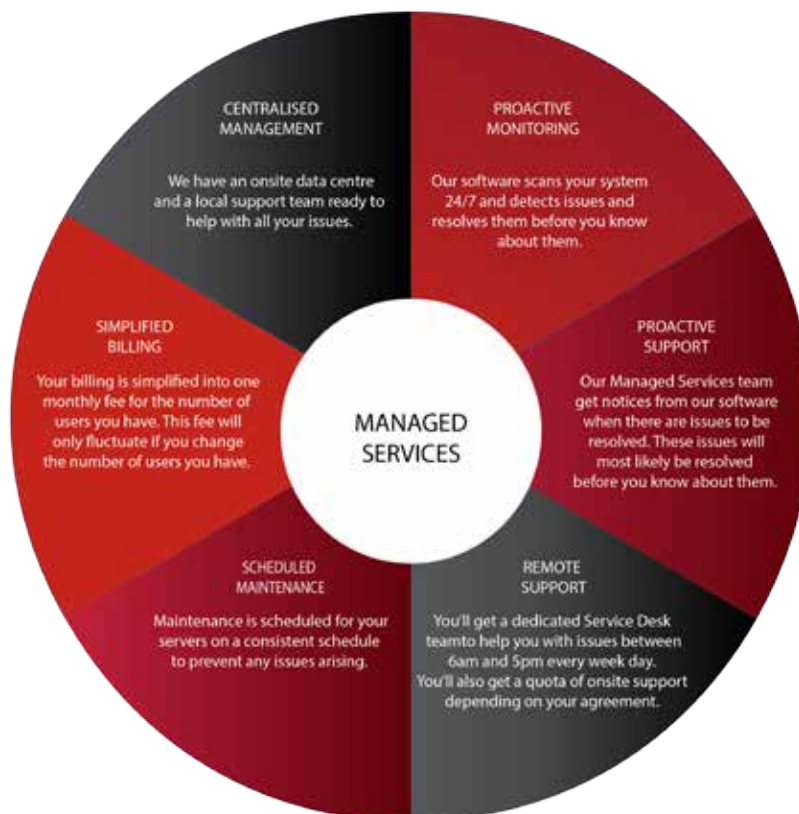 CENTRALISED
MANAGEMENT
We have an onsite data centre
and a local support team ready to
help with all your issues.
PROACTIVE
MONITORING
Our software scans your system
24/7 and detects issues and
resolves them before you know
about them.
SIMPLIFIED
BILLING
Your billing is simplified into one
monthly fee for the number of
users you have. This fee will
only fluctuate if you change
the number of users you have.
MANAGED
SERVICES
PROACTIVE
SUPPORT
Our Managed Services team
get notices from our software
when there are issues to be
resolved. These issues will
most likely be resolved
before you know about them.
SCHEDULED
MAINTENANCE
Maintenance is scheduled for your
servers on a consistent schedule
to prevent any issues arising.
REMOTE
SUPPORT
You'll get a dedicated Service Desk
teamto help you with issues between
6am and 5pm every week day.
You'll also get a quota of onsite support
depending on your agreement.